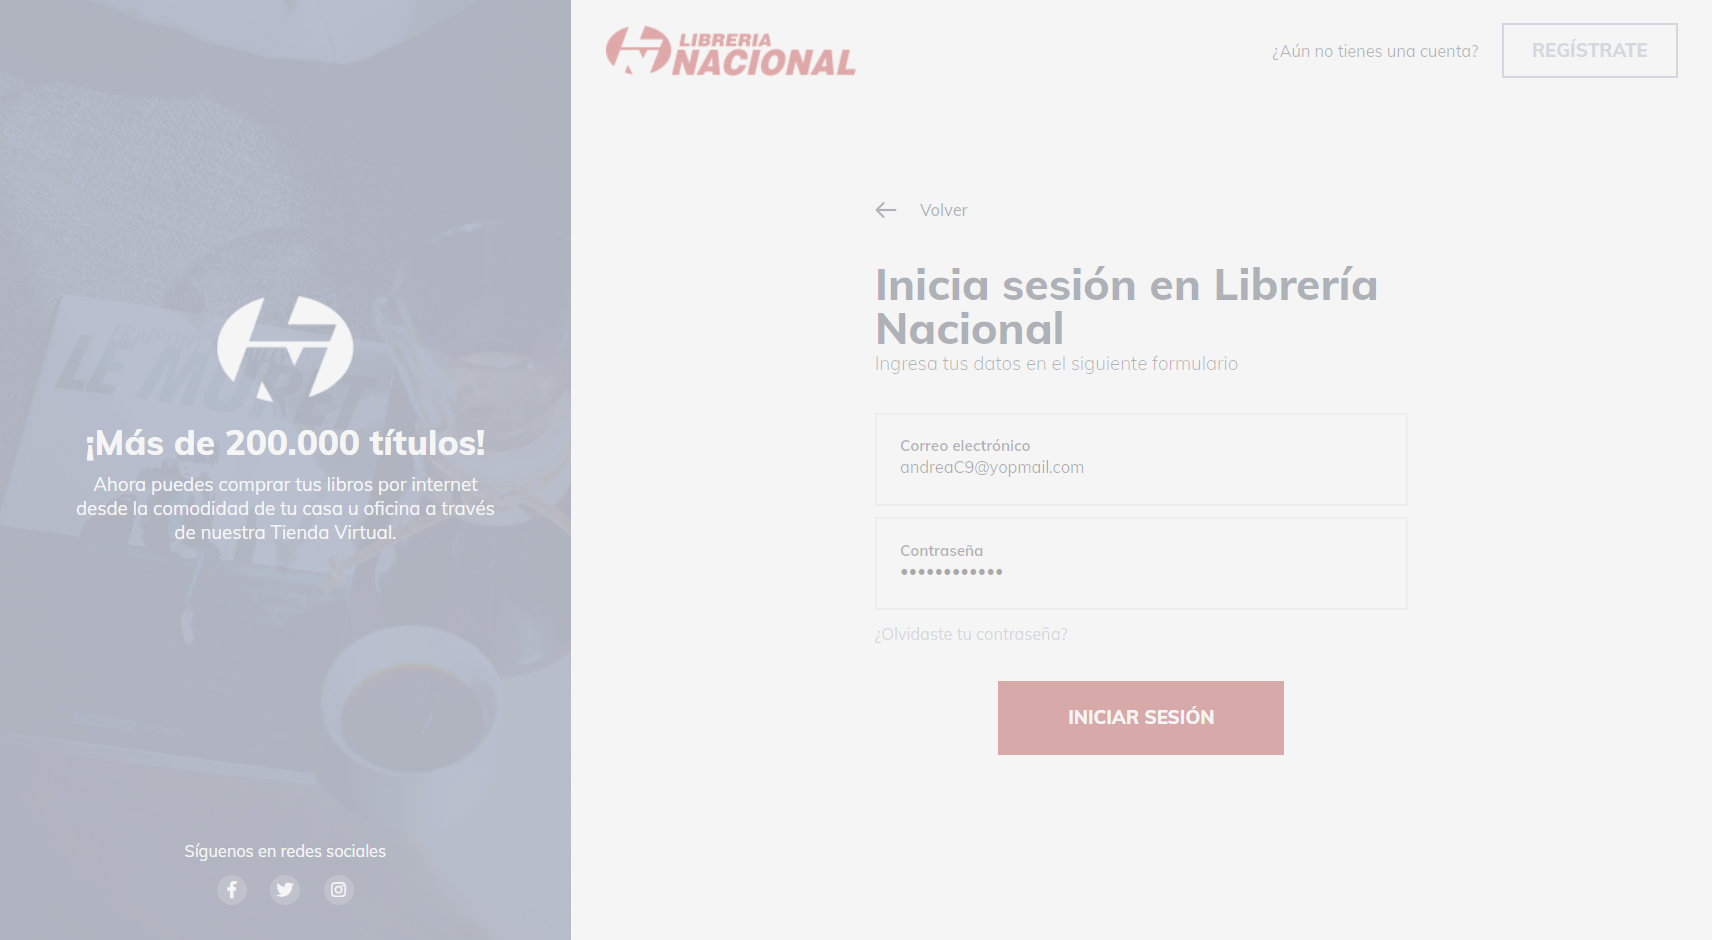 LE MURET
¡Más de 200.000 títulos!
Ahora puedes comprar tus libros por internet
desde la comodidad de tu casa u oficina a través
de nuestra Tienda Virtual.
Síguenos en redes sociales
LIBRERIA
NACIONAL
¿Aún no tienes una cuenta?
REGÍSTRATE
Volver
Inicia sesión en Librería
Nacional
Ingresa tus datos en el siguiente formulario
Correo electrónico
andreaC9@yopmail.com
Contraseña
••••••••••••
¿Olvidaste tu contraseña?
INICIAR SESIÓN